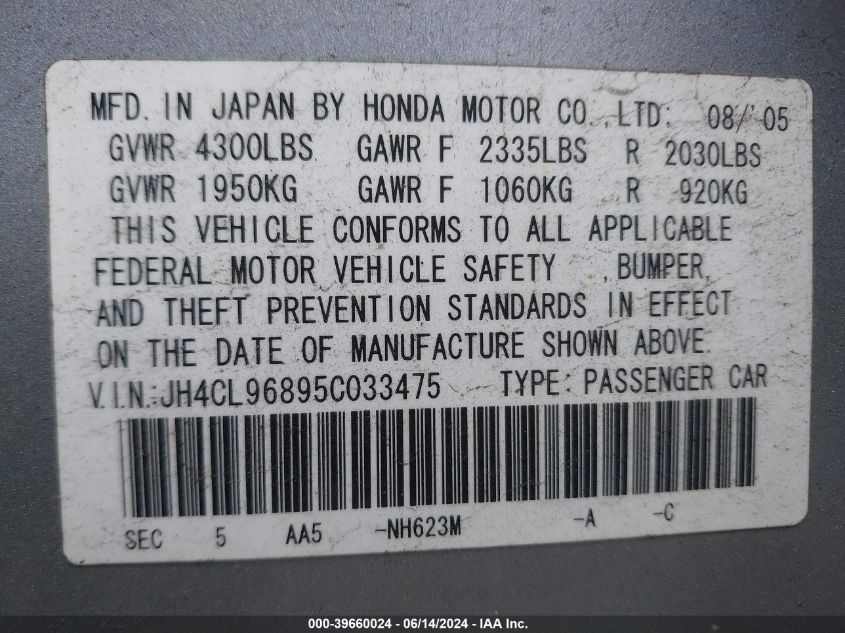 MFD. IN JAPAN BY HONDA MOTOR CO., LTD. 08/'05
GVWR 4300LBS GAWR F 2335LBS R 2030LBS
GVWR 1950KG GAWR F 1060KG R 920KG
THIS VEHICLE CONFORMS TO ALL APPLICABLE
FEDERAL MOTOR VEHICLE SAFETY , BUMPER,
AND THEFT PREVENTION STANDARDS IN EFFECT
ON THE DATE OF MANUFACTURE SHOWN ABOVE.
V.I.N.:JH4CL96895C033475 TYPE: PASSENGER CAR
SEC 5 AA5 -NH623M -A -C
000-39660024 - 06/14/2024 - IAA Inc.